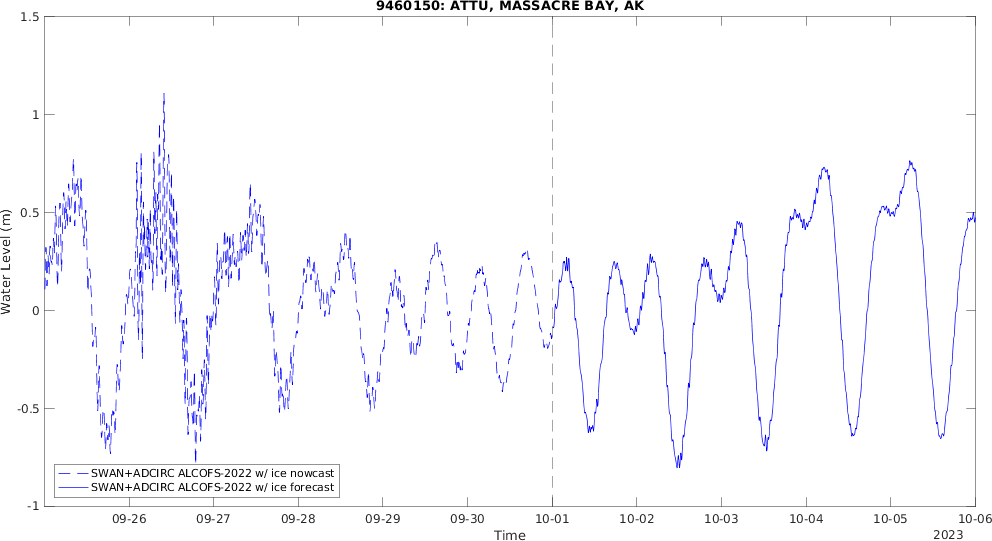 9460150: ATTU, MASSACRE BAY, AK
1.5
1
0.5
0
-0.5
-1
Water Level (m)
SWAN+ADCIRC ALCOFS-2022 w/ ice nowcast
SWAN+ADCIRC ALCOFS-2022 w/ ice forecast
09-26 09-27 09-28 09-29 09-30 10-01 10-02 10-03 10-04 10-05 10-06
Time
2023